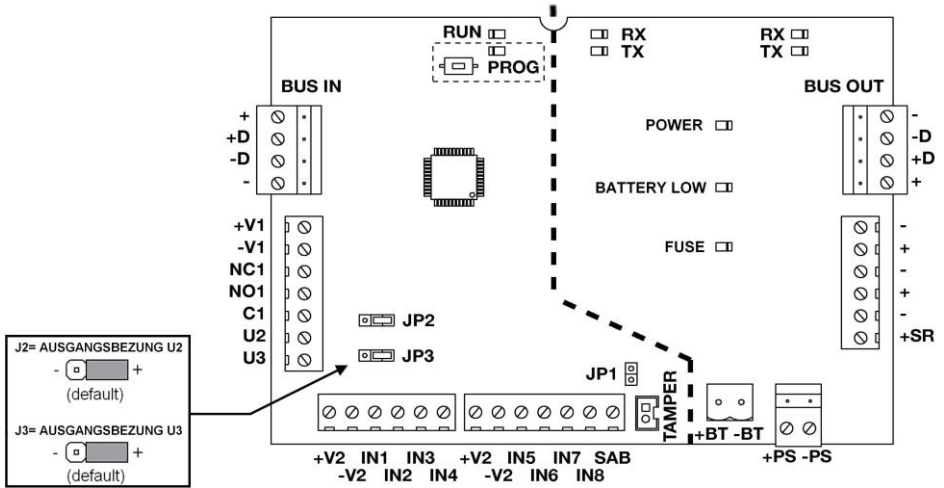 RUN
PROG
RX
TX
RX
TX
BUS IN
+
+D
-D
-
BUS OUT
-
-D
+D
+
POWER
BATTERY LOW
FUSE
+V1
-V1
NC1
NO1
C1
U2
U3
-
+
-
+
-
+SR
JP2
JP3
J2= AUSGANGSBEZUNG U2
- +
(default)
J3= AUSGANGSBEZUNG U3
- +
(default)
JP1
TAMPER
+BT -BT
+PS -PS
+V2 IN1 IN3
-V2 IN2 IN4
+V2 IN5 IN7 SAB
-V2 IN6 IN8